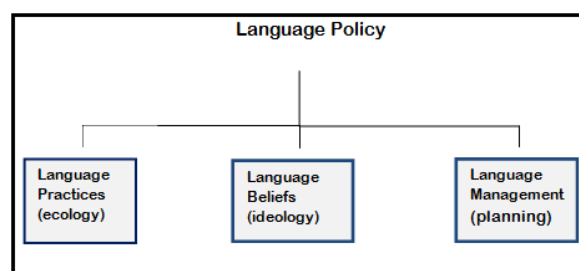 Language Policy
Language
Practices
(ecology)
Language
Beliefs
(ideology)
Language
Management
(planning)